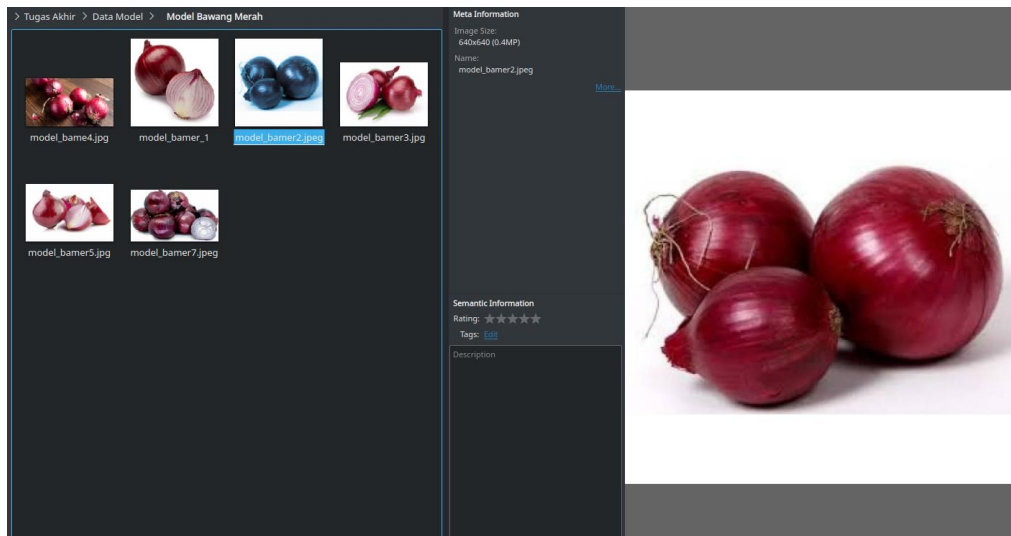 > Tugas Akhir > Data Model > Model Bawang Merah
model_bame4.jpg
model_bamer_1
model_bamer2.jpeg
model_bamer3.jpg
model_bamer5.jpg
model_bamer7.jpeg
Meta Information
Image Size:
640x640 (0.4MP)
Name:
model_bamer2.jpeg
More...
Semantic Information
Rating:
Tags: Edit
Description